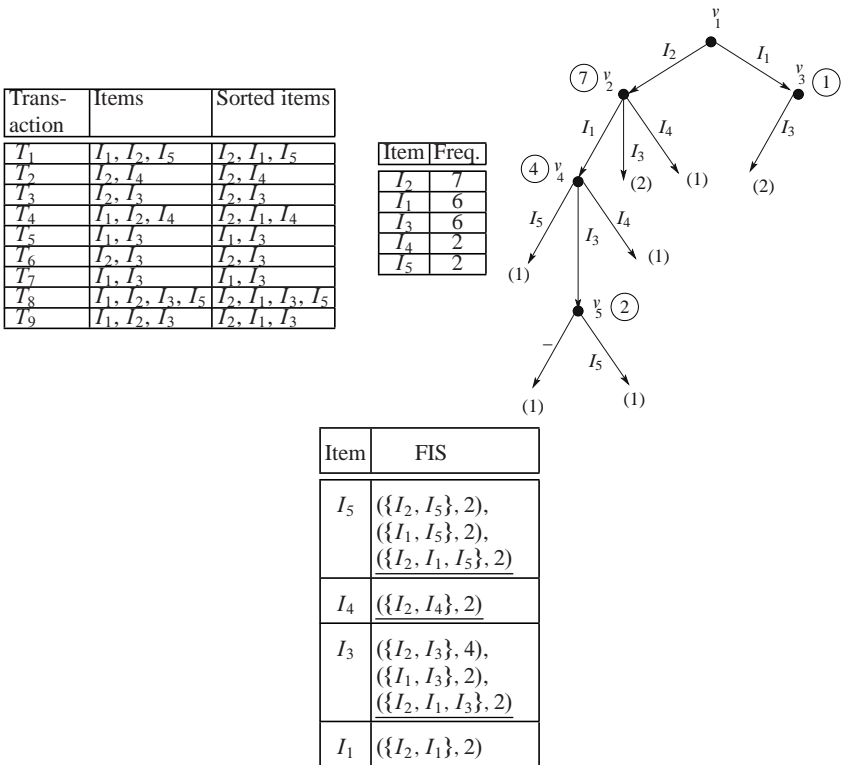 Trans- Items Sorted items
action
T1 I1, I2, I5 I2, I1, I5
T2 I2, I4 I2, I4
T3 I2, I3 I2, I3
T4 I1, I2, I4 I2, I1, I4
T5 I1, I3 I1, I3
T6 I2, I3 I2, I3
T7 I1, I3 I1, I3
T8 I1, I2, I3, I5 I2, I1, I3, I5
T9 I1, I2, I3 I2, I1, I3
Item Freq.
I2 7
I1 6
I3 6
I4 2
I5 2
v1
I2 I1
7 v2 v3 1
I1 I3 I4 I3
4 v4 (2) (1) (2)
I5 I3 I4
(1) (1)
v5 2
– I5
(1) (1)
Item FIS
I5 ({I2, I5}, 2),
({I1, I5}, 2),
({I2, I1, I5}, 2)
I4 ({I2, I4}, 2)
I3 ({I2, I3}, 4),
({I1, I3}, 2),
({I2, I1, I3}, 2)
I1 ({I2, I1}, 2)